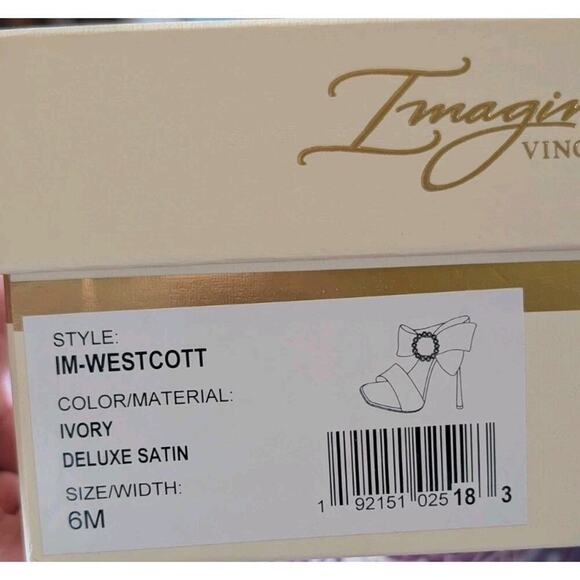 Imagin
VINC
STYLE:
IM-WESTCOTT
COLOR/MATERIAL:
IVORY
DELUXE SATIN
SIZE/WIDTH:
6M
1 92151 02518 3